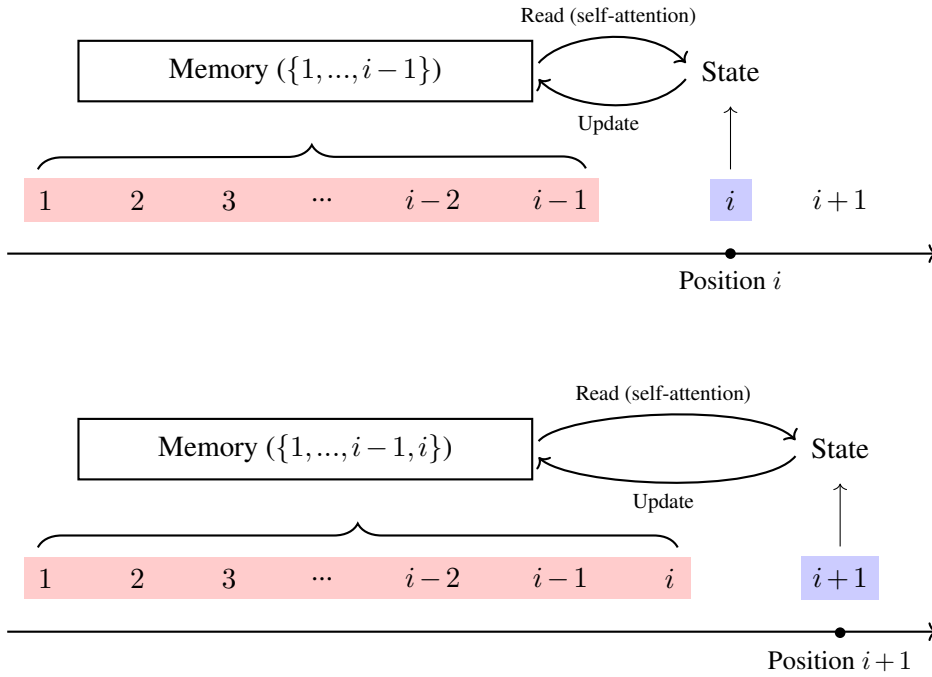 Read (self-attention)
Memory ({1, ..., i − 1})
State
Update
1 2 3 ... i − 2 i − 1 i i + 1
Position i
Read (self-attention)
Memory ({1, ..., i − 1, i})
State
Update
1 2 3 ... i − 2 i − 1 i i + 1
Position i + 1